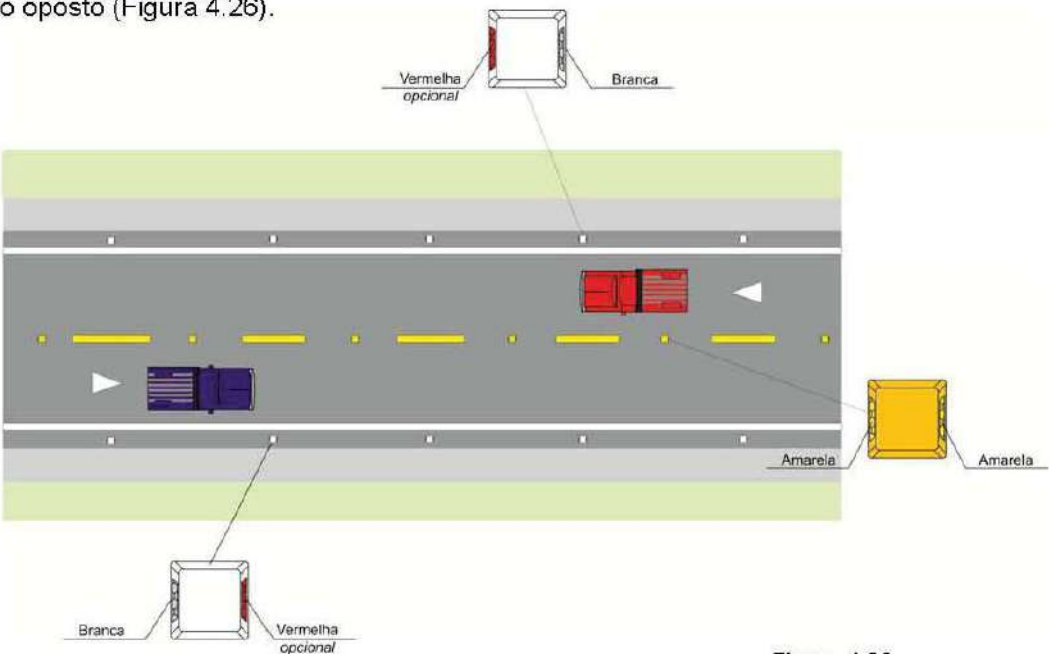 o oposto (Figura 4.26).
Vermelha
opcional
Branca
Amarela
Amarela
Branca
Vermelha
opcional